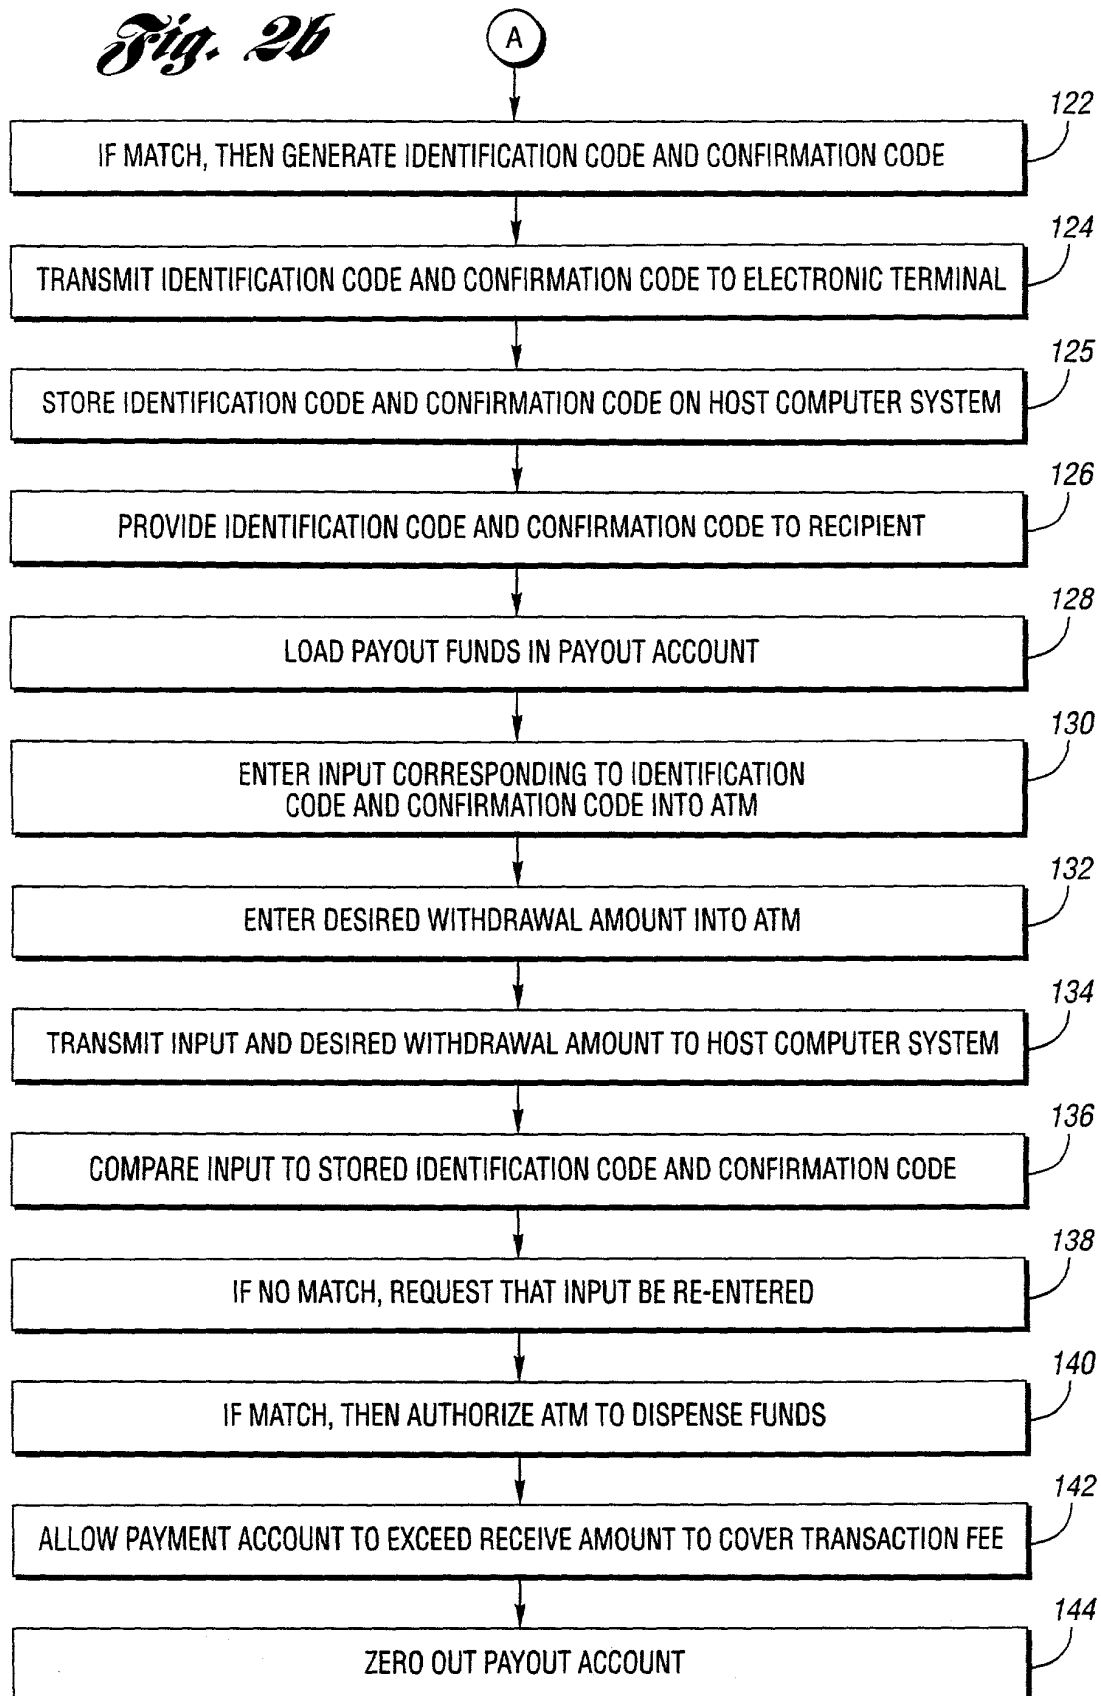 Fig. 2b
A
122
IF MATCH, THEN GENERATE IDENTIFICATION CODE AND CONFIRMATION CODE
124
TRANSMIT IDENTIFICATION CODE AND CONFIRMATION CODE TO ELECTRONIC TERMINAL
125
STORE IDENTIFICATION CODE AND CONFIRMATION CODE ON HOST COMPUTER SYSTEM
126
PROVIDE IDENTIFICATION CODE AND CONFIRMATION CODE TO RECIPIENT
128
LOAD PAYOUT FUNDS IN PAYOUT ACCOUNT
130
ENTER INPUT CORRESPONDING TO IDENTIFICATION
CODE AND CONFIRMATION CODE INTO ATM
132
ENTER DESIRED WITHDRAWAL AMOUNT INTO ATM
134
TRANSMIT INPUT AND DESIRED WITHDRAWAL AMOUNT TO HOST COMPUTER SYSTEM
136
COMPARE INPUT TO STORED IDENTIFICATION CODE AND CONFIRMATION CODE
138
IF NO MATCH, REQUEST THAT INPUT BE RE-ENTERED
140
IF MATCH, THEN AUTHORIZE ATM TO DISPENSE FUNDS
142
ALLOW PAYMENT ACCOUNT TO EXCEED RECEIVE AMOUNT TO COVER TRANSACTION FEE
144
ZERO OUT PAYOUT ACCOUNT